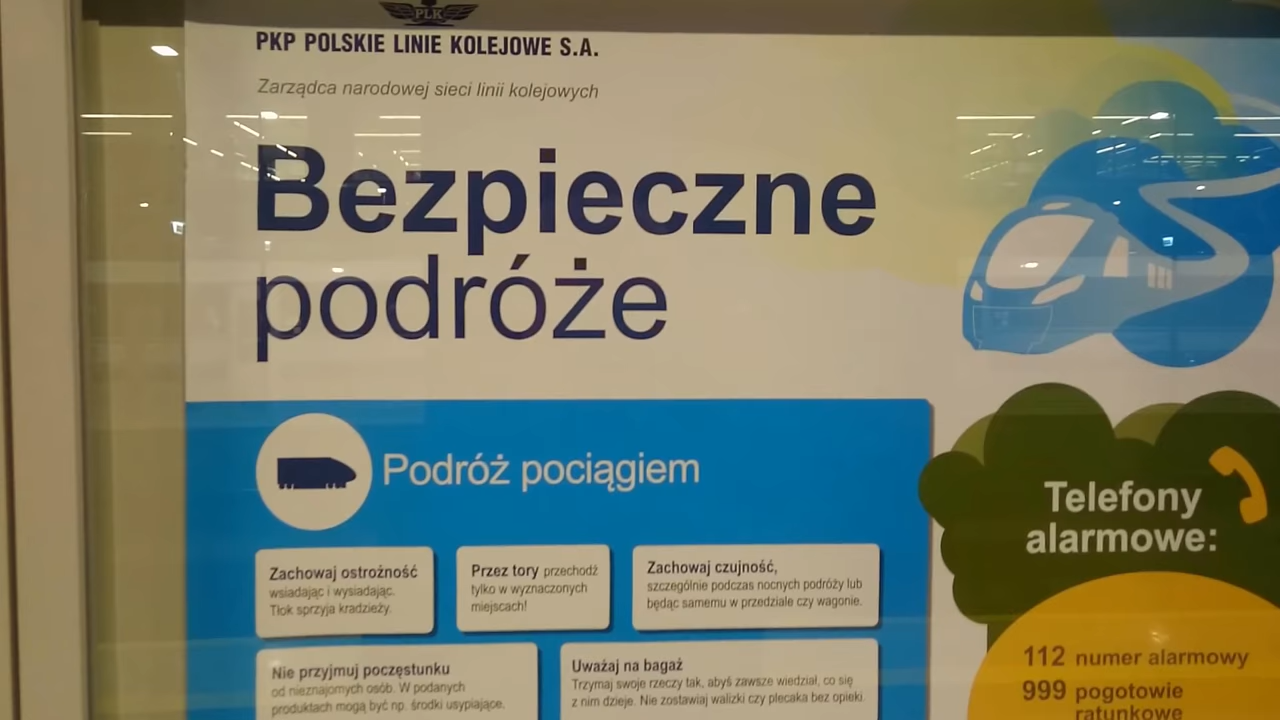 PLK
PKP POLSKIE LINIE KOLEJOWE S.A.
Zarządca narodowej sieci linii kolejowych
Bezpieczne
podróże
Podróż pociągiem
Zachowaj ostrożność
wsiadając i wysiadając.
Tłok sprzyja kradzieży.
Przez tory przechodź
tylko w wyznaczonych
miejscach!
Zachowaj czujność,
szczególnie podczas nocnych podróży lub
będąc samemu w przedziale czy wagonie.
Nie przyjmuj poczęstunku
od nieznajomych osób. W podanych
produktach mogą być np. środki usypiające.
Uważaj na bagaż
Trzymaj swoje rzeczy tak, abyś zawsze wiedział, co się
z nim dzieje. Nie zostawiaj walizki czy plecaka bez opieki.
Telefony
alarmowe:
112 numer alarmowy
999 pogotowie
ratunkowe